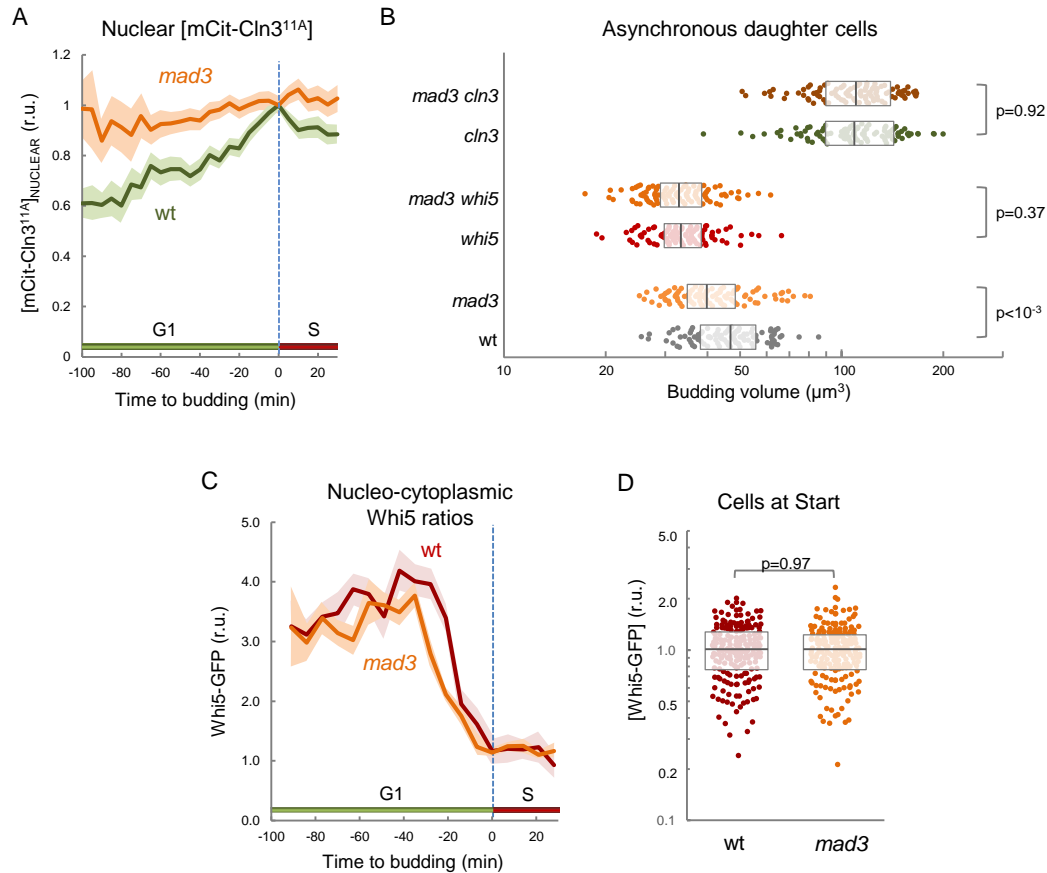 A
Nuclear [mCit-Cln3¹¹ᴬ]
[mCit-Cln3¹¹ᴬ]NUCLEAR (r.u.)
1.2
1
0.8
0.6
0.4
0.2
0
mad3
wt
G1
S
-100
-80
-60
-40
-20
0
20
Time to budding (min)
B
Asynchronous daughter cells
mad3 cln3
cln3
mad3 whi5
whi5
mad3
wt
p=0.92
p=0.37
p<10⁻³
10
20
50
100
200
Budding volume (µm³)
C
Nucleo-cytoplasmic
Whi5 ratios
Whi5-GFP (r.u.)
5.0
4.0
3.0
2.0
1.0
0.0
wt
mad3
G1
S
-100
-80
-60
-40
-20
0
20
Time to budding (min)
D
Cells at Start
[Whi5-GFP] (r.u.)
5.0
2.0
1.0
0.5
0.2
0.1
p=0.97
wt
mad3